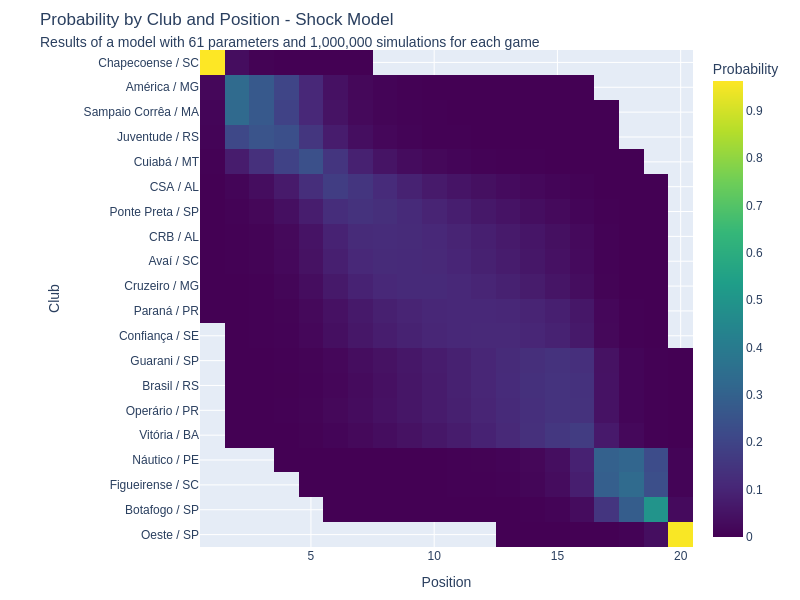 Probability by Club and Position - Shock Model
Results of a model with 61 parameters and 1,000,000 simulations for each game
Probability
Chapecoense / SC
América / MG
Sampaio Corrêa / MA
Juventude / RS
Cuiabá / MT
CSA / AL
Ponte Preta / SP
CRB / AL
Avaí / SC
Cruzeiro / MG
Paraná / PR
Confiança / SE
Guarani / SP
Brasil / RS
Operário / PR
Vitória / BA
Náutico / PE
Figueirense / SC
Botafogo / SP
Oeste / SP
Club
0.9
0.8
0.7
0.6
0.5
0.4
0.3
0.2
0.1
0
5
10
15
20
Position